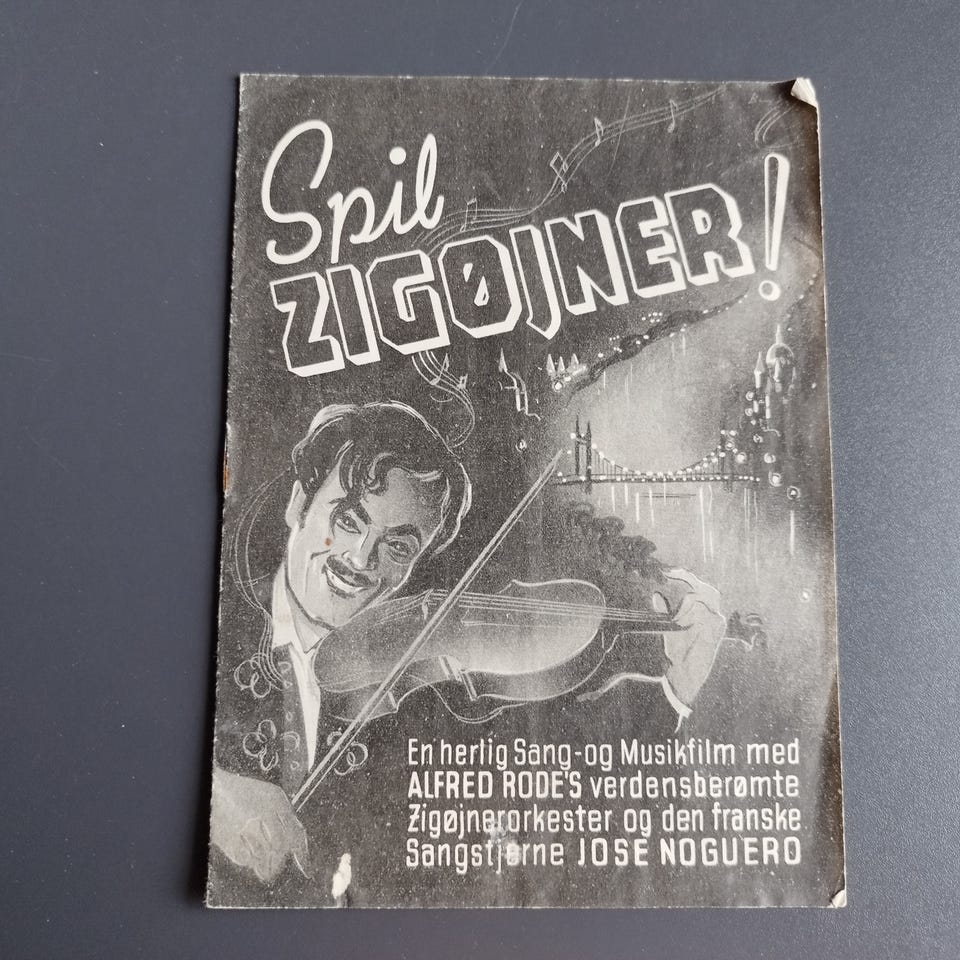 Spil
ZIGØJNER!
En herlig Sang-og Musikfilm med
ALFRED RODE'S verdensberømte
Zigøjnerorkester og den franske
Sangstjerne JOSE NOGUERO